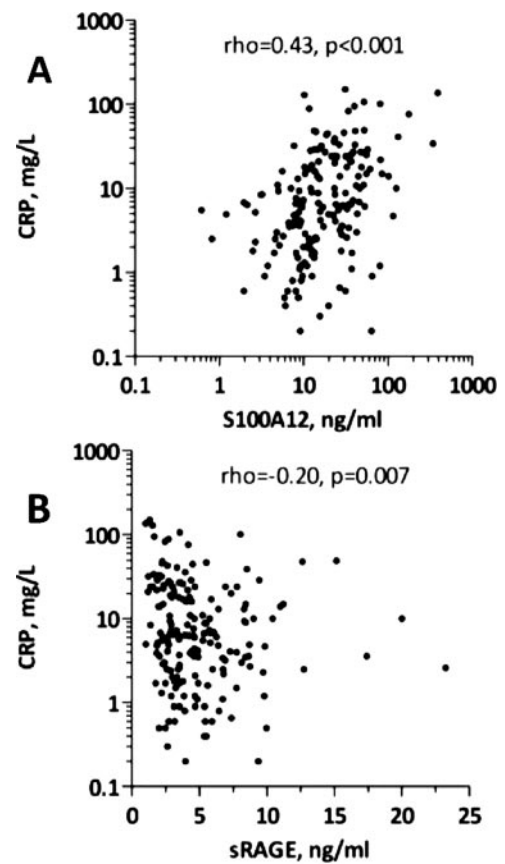 A
rho=0.43, p<0.001
1000
100
10
1
0.1
CRP, mg/L
0.1 1 10 100 1000
S100A12, ng/ml
B
rho=-0.20, p=0.007
1000
100
10
1
0.1
CRP, mg/L
0 5 10 15 20 25
sRAGE, ng/ml